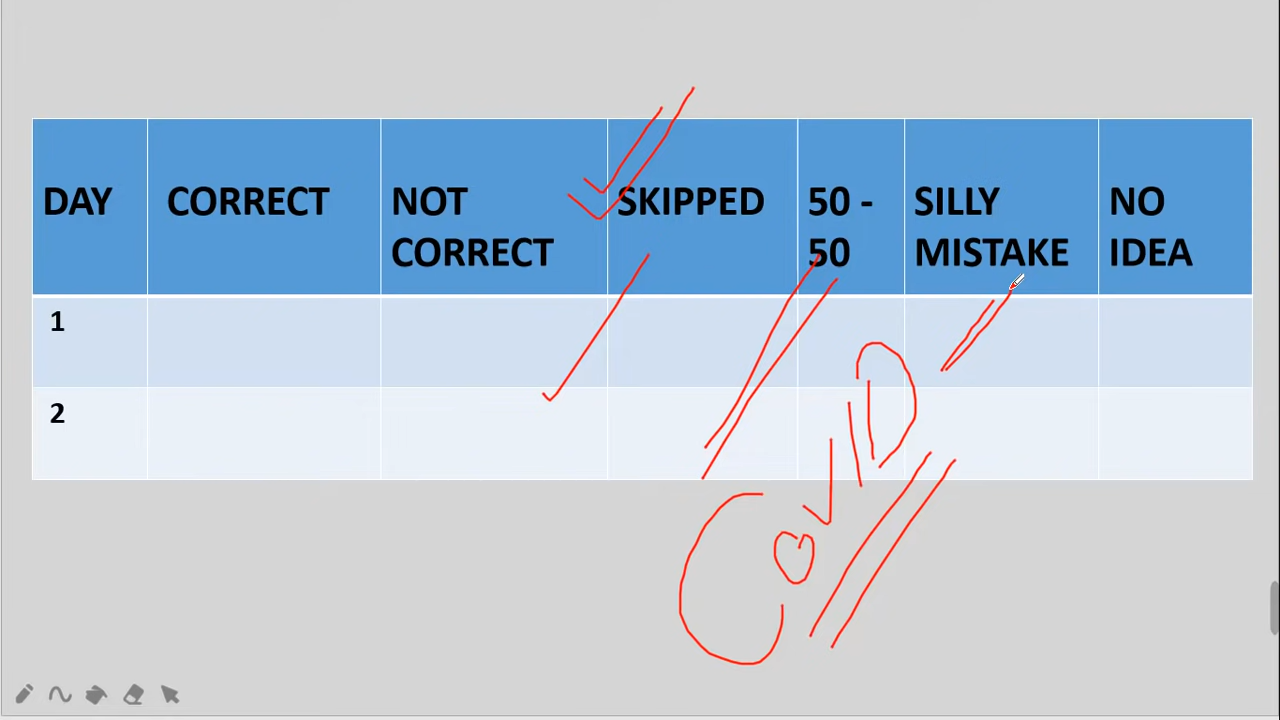 DAY CORRECT NOT CORRECT SKIPPED 50 - 50 SILLY MISTAKE NO IDEA
1
2
COVID